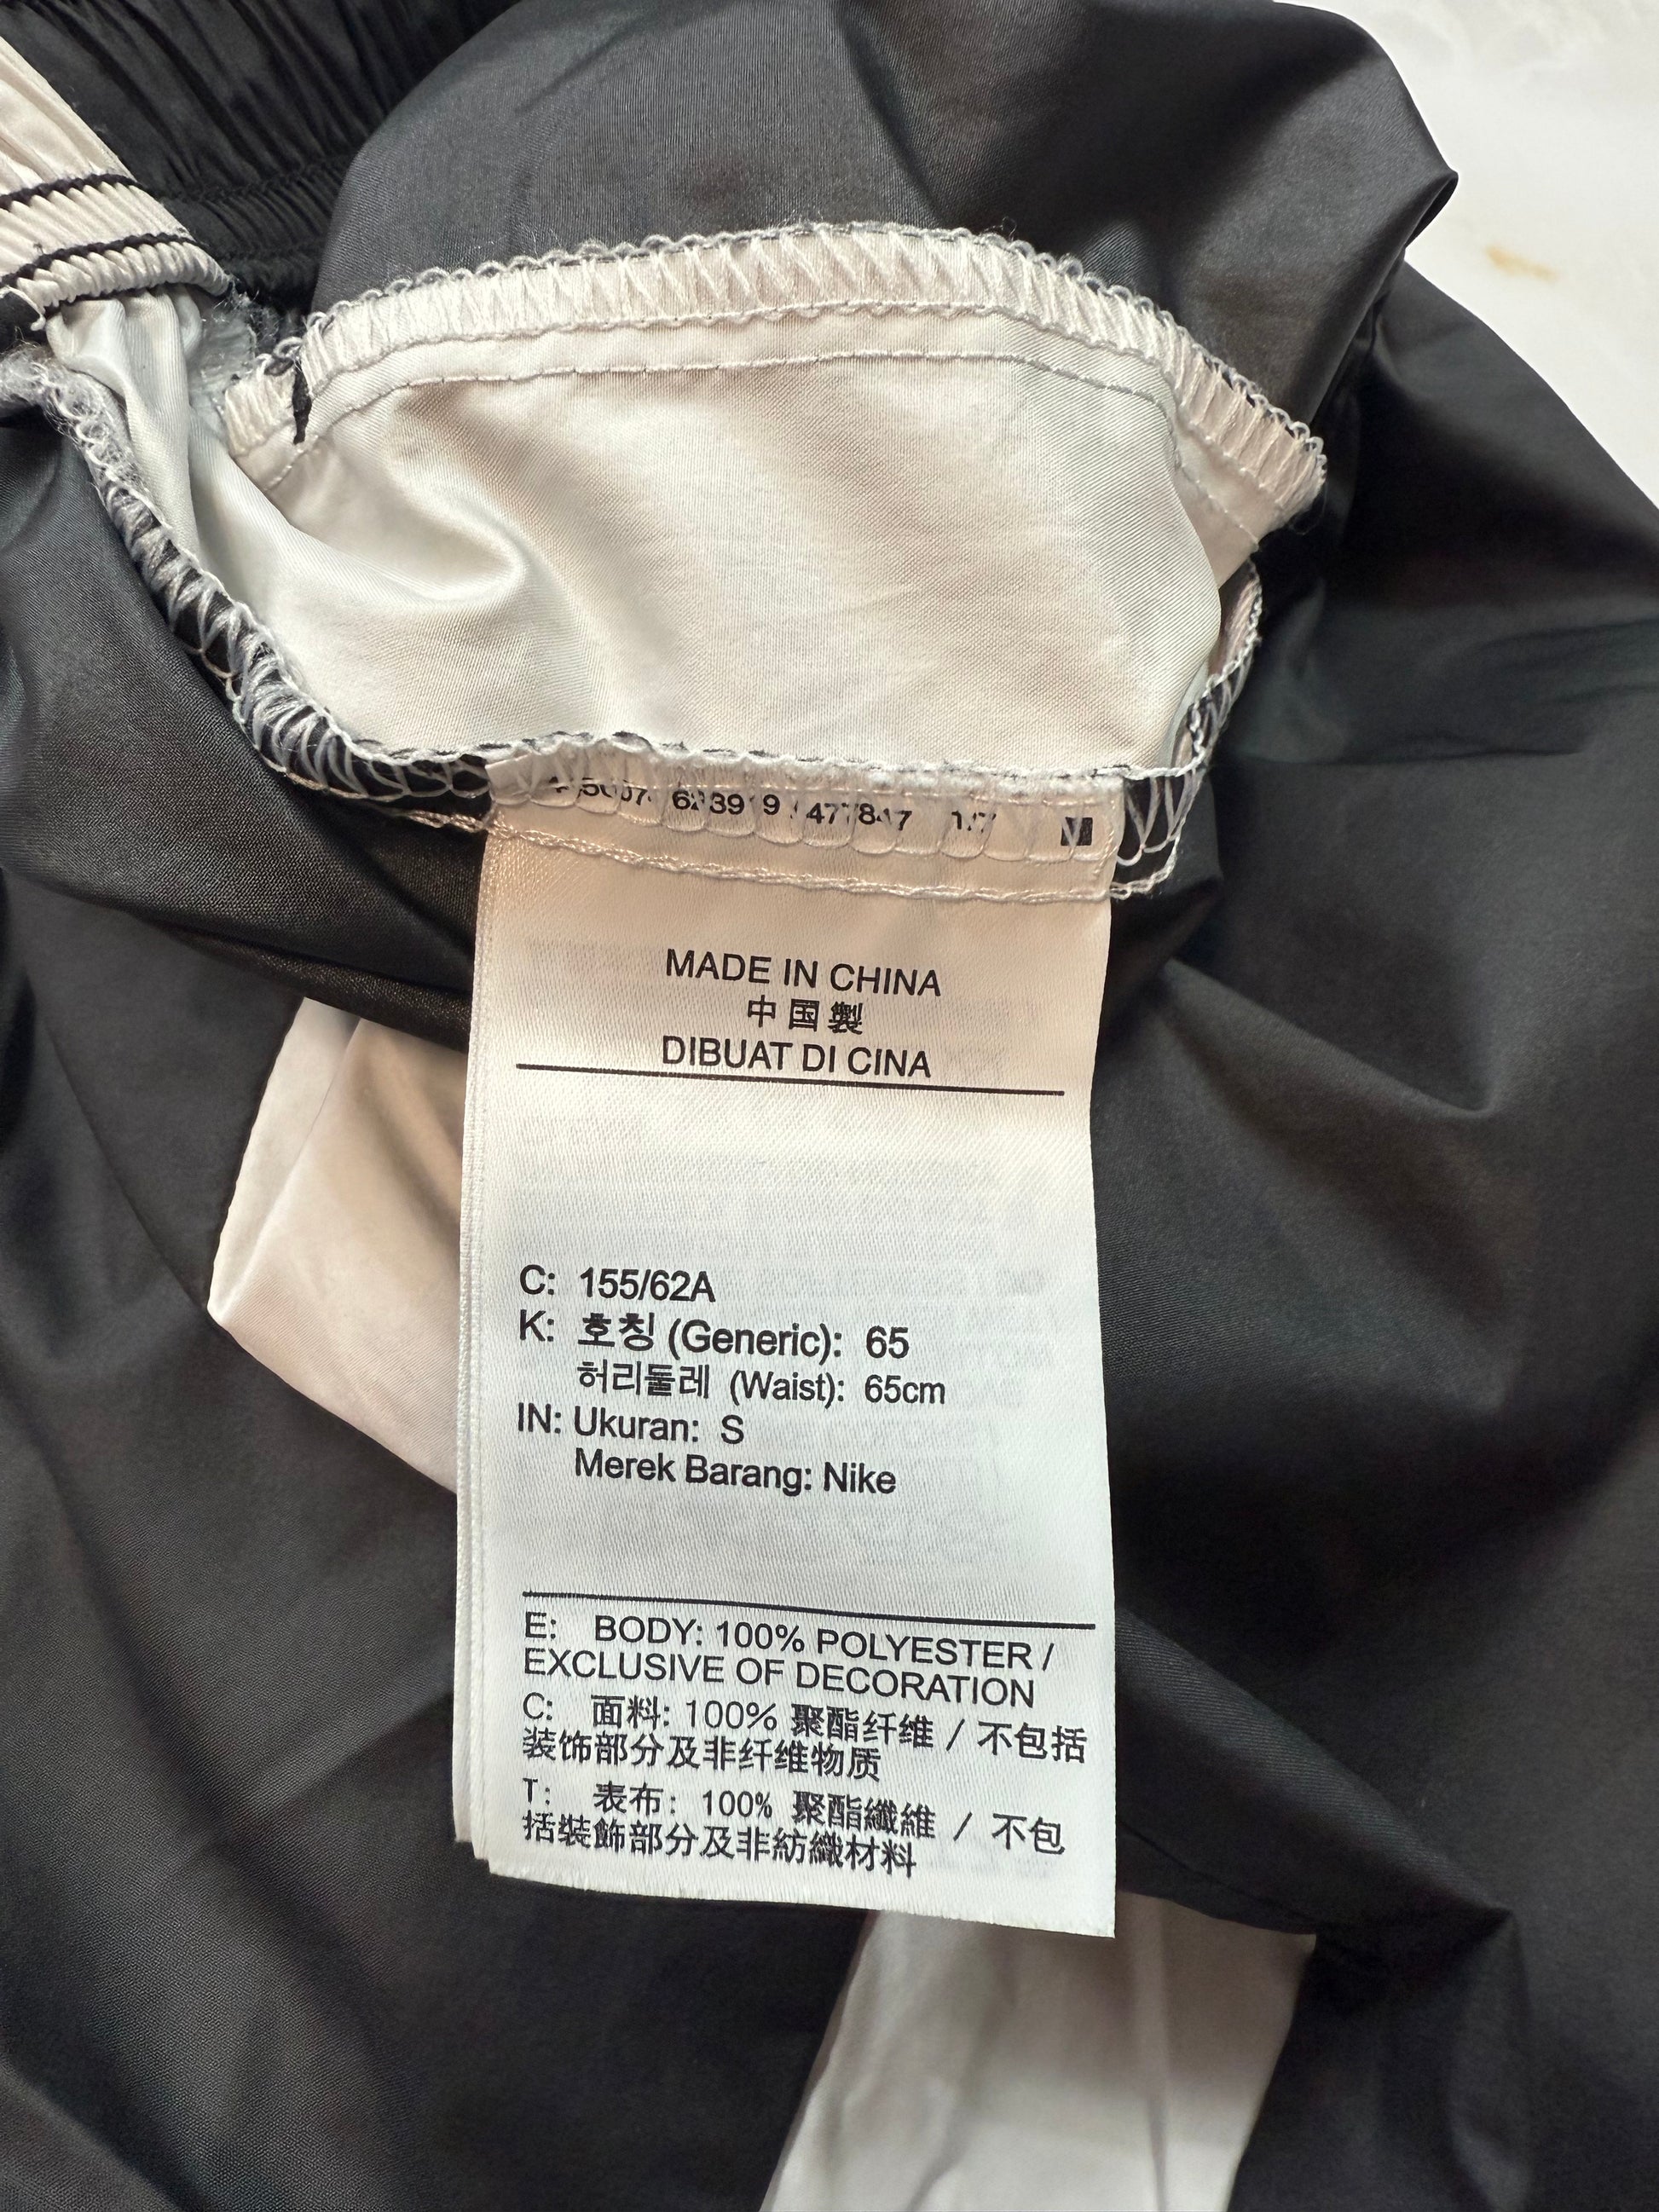 477847 1/7
MADE IN CHINA
中国製
DIBUAT DI CINA
C: 155/62A
K: 호칭 (Generic): 65
허리둘레 (Waist): 65cm
IN: Ukuran: S
Merek Barang: Nike
E: BODY: 100% POLYESTER /
EXCLUSIVE OF DECORATION
C: 面料: 100% 聚酯纤维 / 不包括
装饰部分及非纤维物质
T: 表布: 100% 聚酯纖維 / 不包
括裝飾部分及非紡織材料